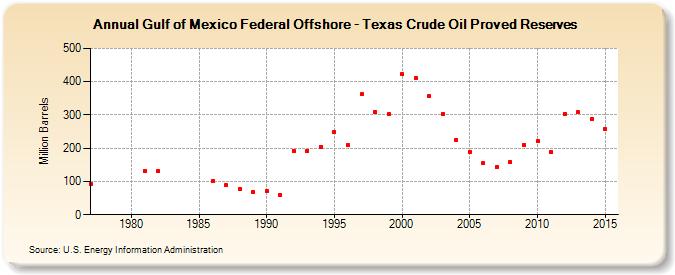 Annual Gulf of Mexico Federal Offshore - Texas Crude Oil Proved Reserves
Million Barrels
500
400
300
200
100
0
1980 1985 1990 1995 2000 2005 2010 2015
Source: U.S. Energy Information Administration